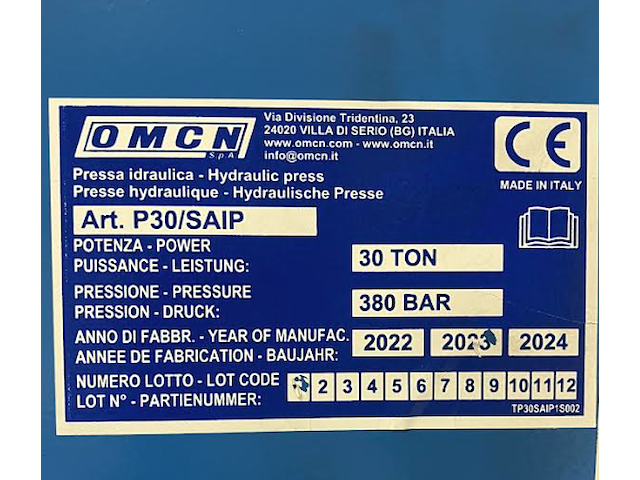 OMCN
S.p.A
Via Divisione Tridentina, 23
24020 VILLA DI SERIO (BG) ITALIA
www.omcn.com - www.omcn.it
info@omcn.it
CE
MADE IN ITALY
Pressa idraulica - Hydraulic press
Presse hydraulique - Hydraulische Presse
Art. P30/SAIP
POTENZA - POWER
PUISSANCE - LEISTUNG:
30 TON
PRESSIONE - PRESSURE
PRESSION - DRUCK:
380 BAR
ANNO DI FABBR. - YEAR OF MANUFAC.
ANNEE DE FABRICATION - BAUJAHR:
2022 2023 2024
NUMERO LOTTO - LOT CODE
LOT N° - PARTIENUMMER:
2 3 4 5 6 7 8 9 10 11 12
TP30SAIP1S002